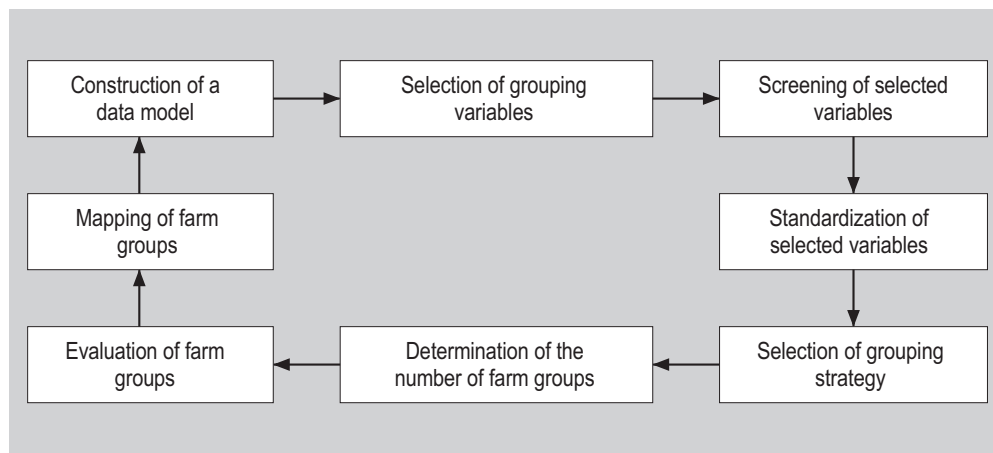 Construction of a
data model
Selection of grouping
variables
Screening of selected
variables
Mapping of farm
groups
Standardization of
selected variables
Evaluation of farm
groups
Determination of the
number of farm groups
Selection of grouping
strategy